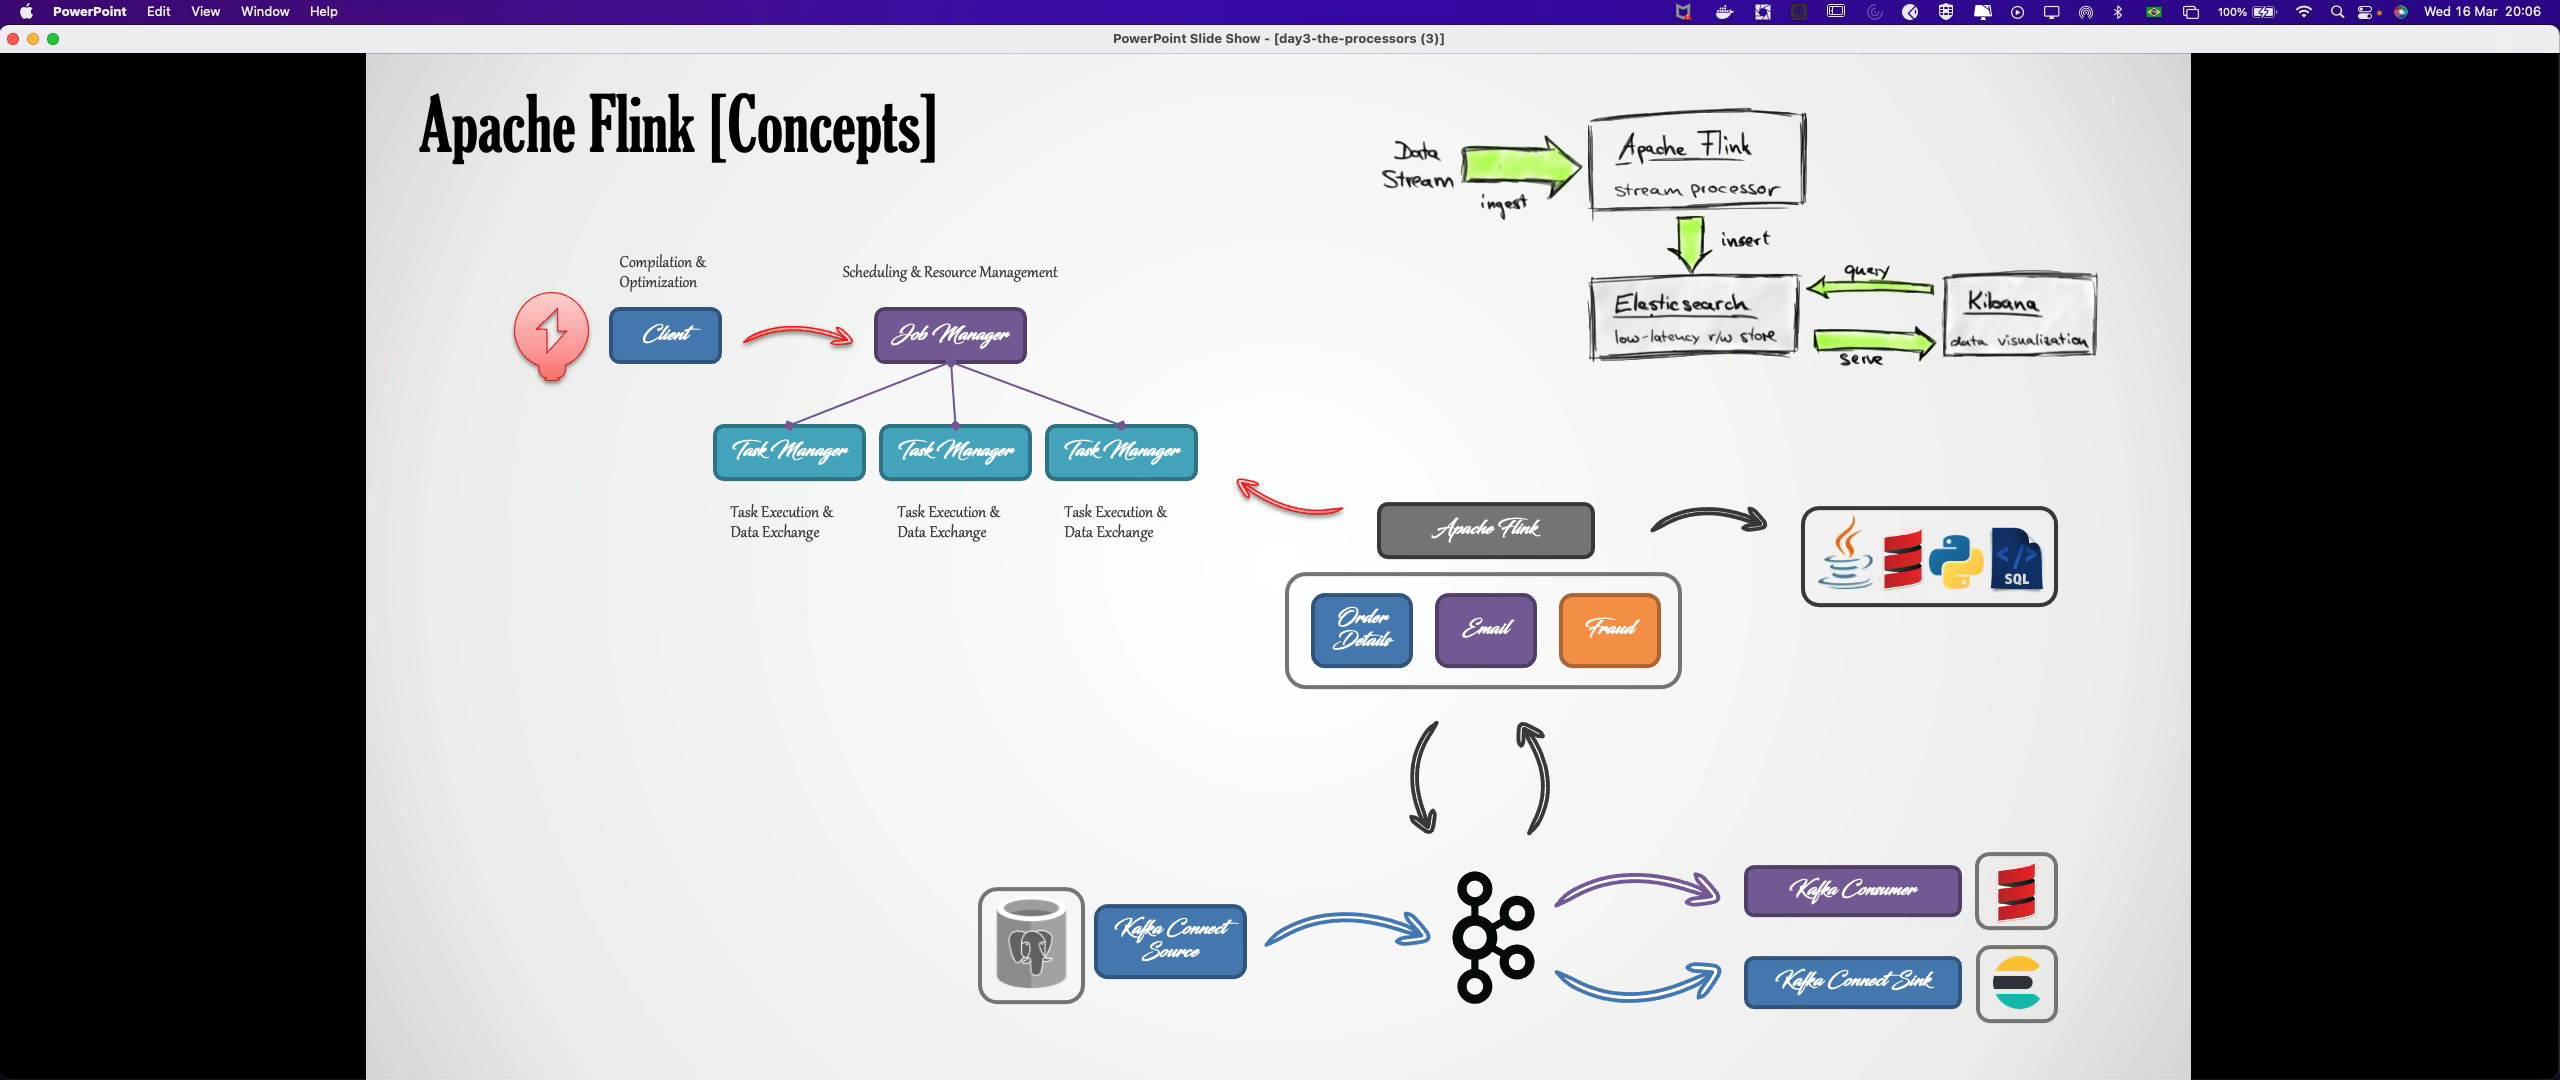 PowerPoint Edit View Window Help
100%
Wed 16 Mar 20:06
PowerPoint Slide Show - [day3-the-processors (3)]
Apache Flink [Concepts]
Data
Stream
ingest
Apache Flink
stream processor
insert
Elasticsearch
low-latency r/w store
query
serve
Kibana
data visualization
Compilation &
Optimization
Client
Scheduling & Resource Management
Job Manager
Task Manager
Task Manager
Task Manager
Task Execution &
Data Exchange
Task Execution &
Data Exchange
Task Execution &
Data Exchange
Apache Flink
Order
Details
Email
Fraud
</>
SQL
Kafka Connect
Source
Kafka Consumer
Kafka Connect Sink